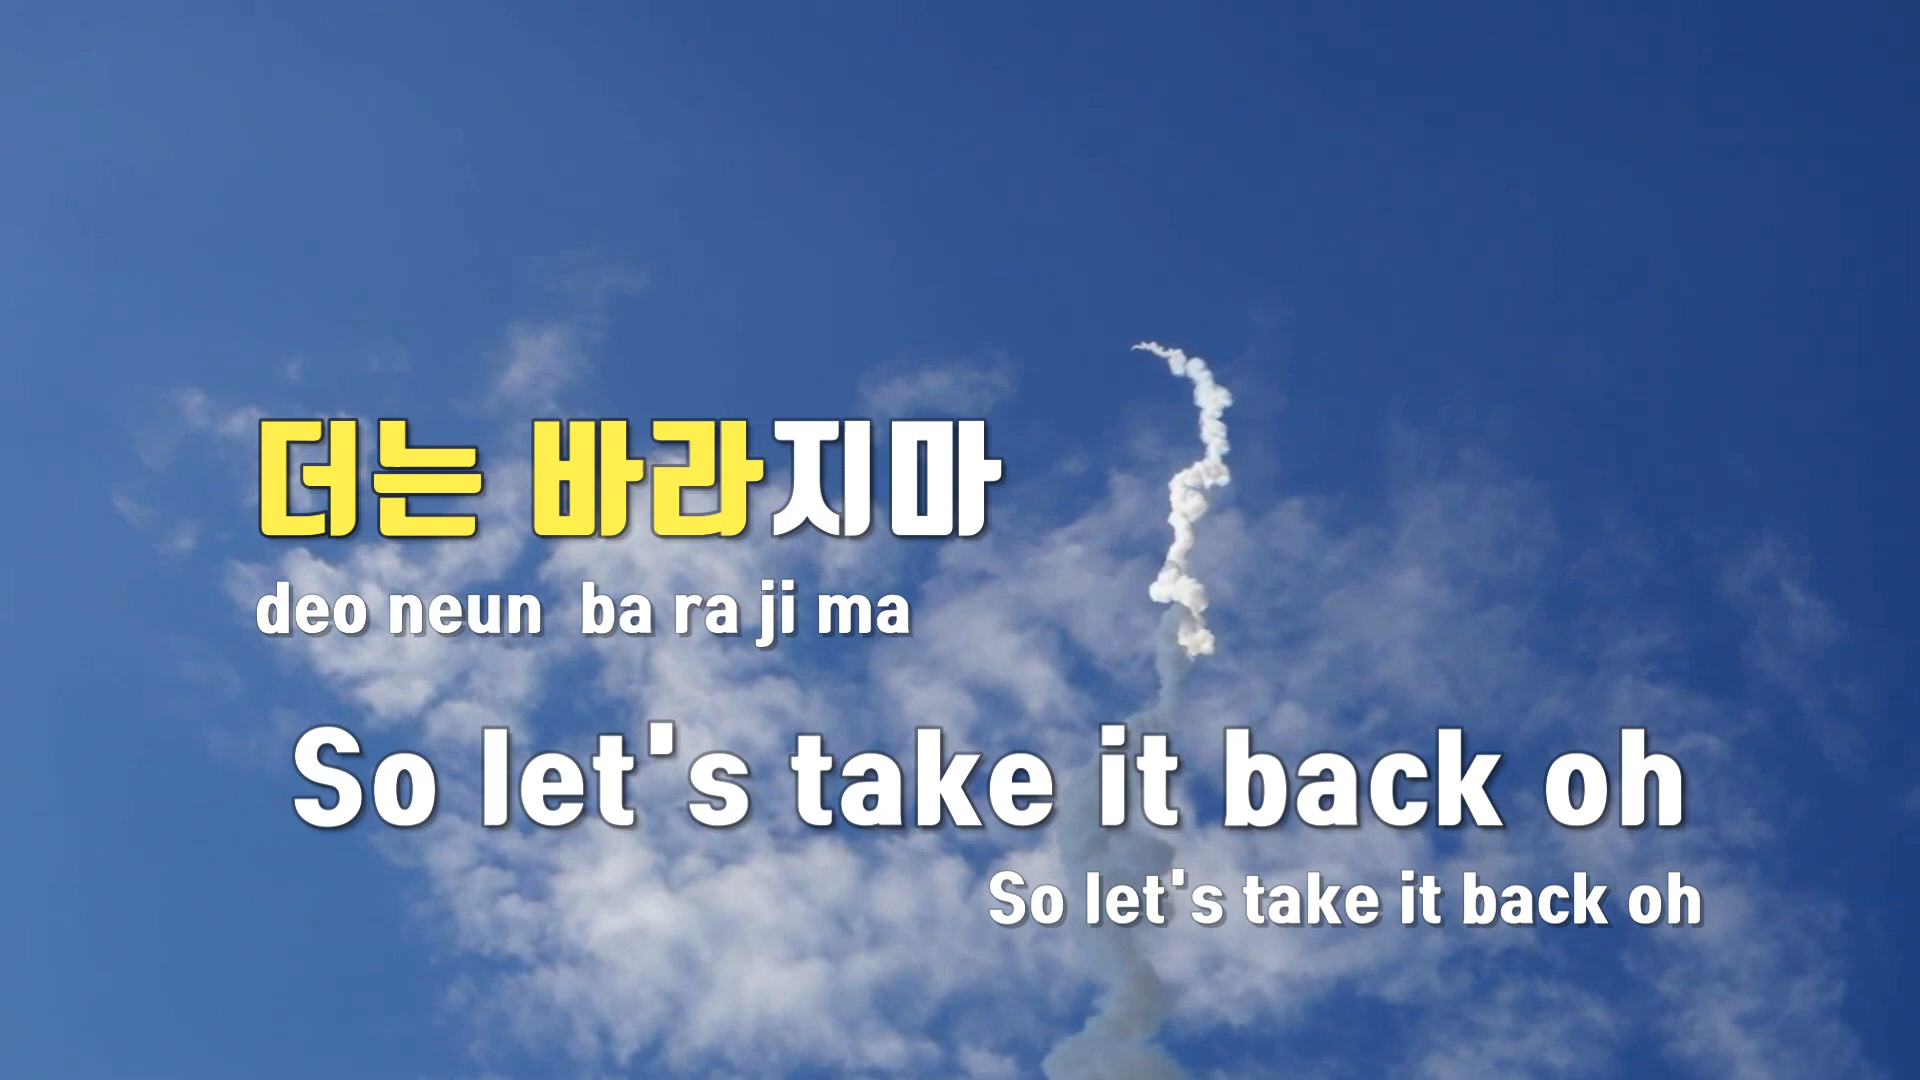 더는 바라지마
deo neun ba ra ji ma
So let's take it back oh
So let's take it back oh